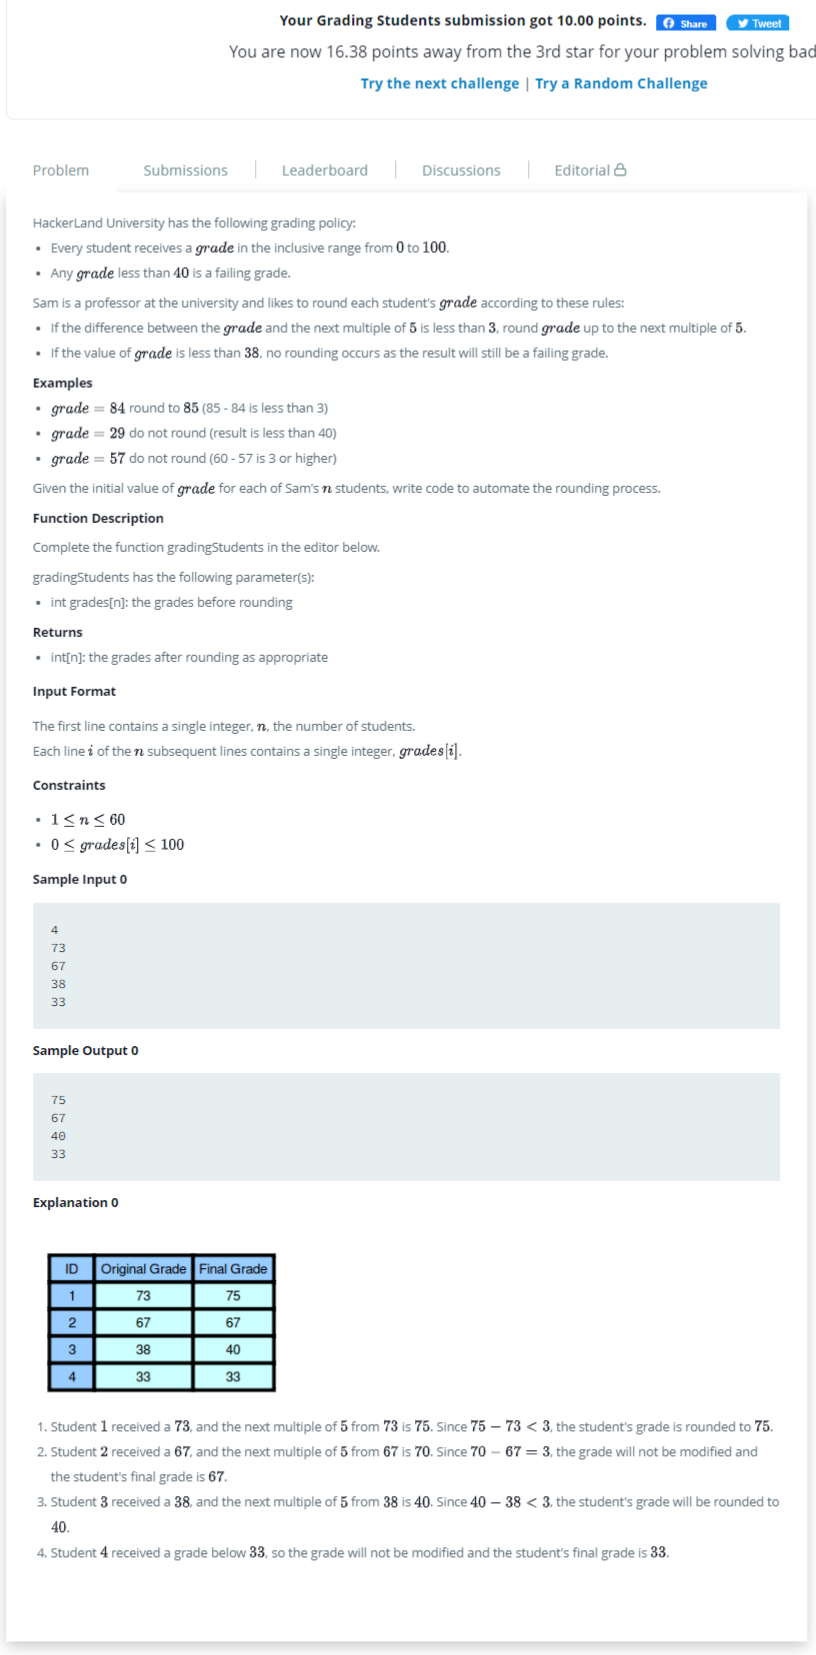 Your Grading Students submission got 10.00 points. Share Tweet
You are now 16.38 points away from the 3rd star for your problem solving bad
Try the next challenge | Try a Random Challenge
Problem Submissions Leaderboard Discussions Editorial
HackerLand University has the following grading policy:
• Every student receives a grade in the inclusive range from 0 to 100.
• Any grade less than 40 is a failing grade.
Sam is a professor at the university and likes to round each student's grade according to these rules:
• If the difference between the grade and the next multiple of 5 is less than 3, round grade up to the next multiple of 5.
• If the value of grade is less than 38, no rounding occurs as the result will still be a failing grade.
Examples
• grade = 84 round to 85 (85 - 84 is less than 3)
• grade = 29 do not round (result is less than 40)
• grade = 57 do not round (60 - 57 is 3 or higher)
Given the initial value of grade for each of Sam's n students, write code to automate the rounding process.
Function Description
Complete the function gradingStudents in the editor below.
gradingStudents has the following parameter(s):
• int grades[n]: the grades before rounding
Returns
• int[n]: the grades after rounding as appropriate
Input Format
The first line contains a single integer, n, the number of students.
Each line i of the n subsequent lines contains a single integer, grades[i].
Constraints
• 1 ≤ n ≤ 60
• 0 ≤ grades[i] ≤ 100
Sample Input 0
4
73
67
38
33
Sample Output 0
75
67
40
33
Explanation 0
ID Original Grade Final Grade
1 73 75
2 67 67
3 38 40
4 33 33
1. Student 1 received a 73, and the next multiple of 5 from 73 is 75. Since 75 − 73 < 3, the student's grade is rounded to 75.
2. Student 2 received a 67, and the next multiple of 5 from 67 is 70. Since 70 − 67 = 3, the grade will not be modified and
the student's final grade is 67.
3. Student 3 received a 38, and the next multiple of 5 from 38 is 40. Since 40 − 38 < 3, the student's grade will be rounded to
40.
4. Student 4 received a grade below 33, so the grade will not be modified and the student's final grade is 33.